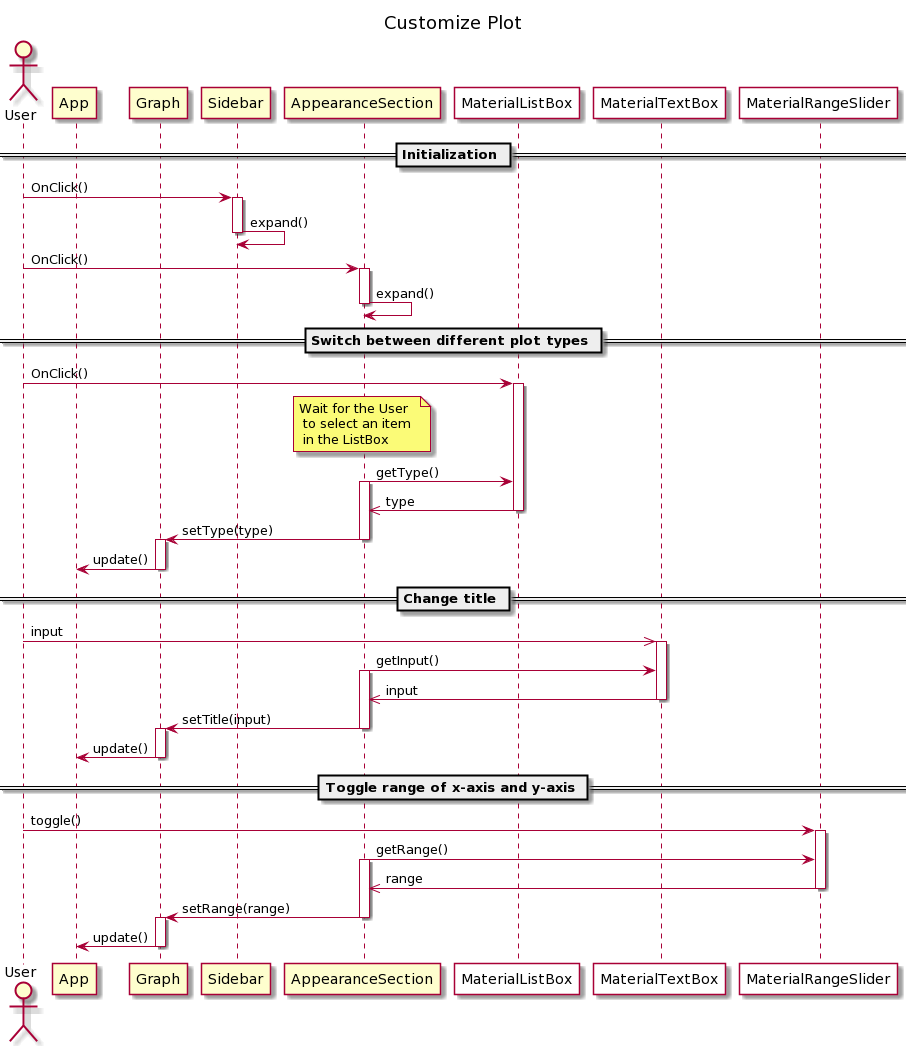 Customize Plot
User
App
Graph
Sidebar
AppearanceSection
MaterialListBox
MaterialTextBox
MaterialRangeSlider
Initialization
OnClick()
expand()
OnClick()
expand()
Switch between different plot types
OnClick()
Wait for the User
to select an item
in the ListBox
getType()
type
setType(type)
update()
Change title
input
getInput()
input
setTitle(input)
update()
Toggle range of x-axis and y-axis
toggle()
getRange()
range
setRange(range)
update()
User
App
Graph
Sidebar
AppearanceSection
MaterialListBox
MaterialTextBox
MaterialRangeSlider